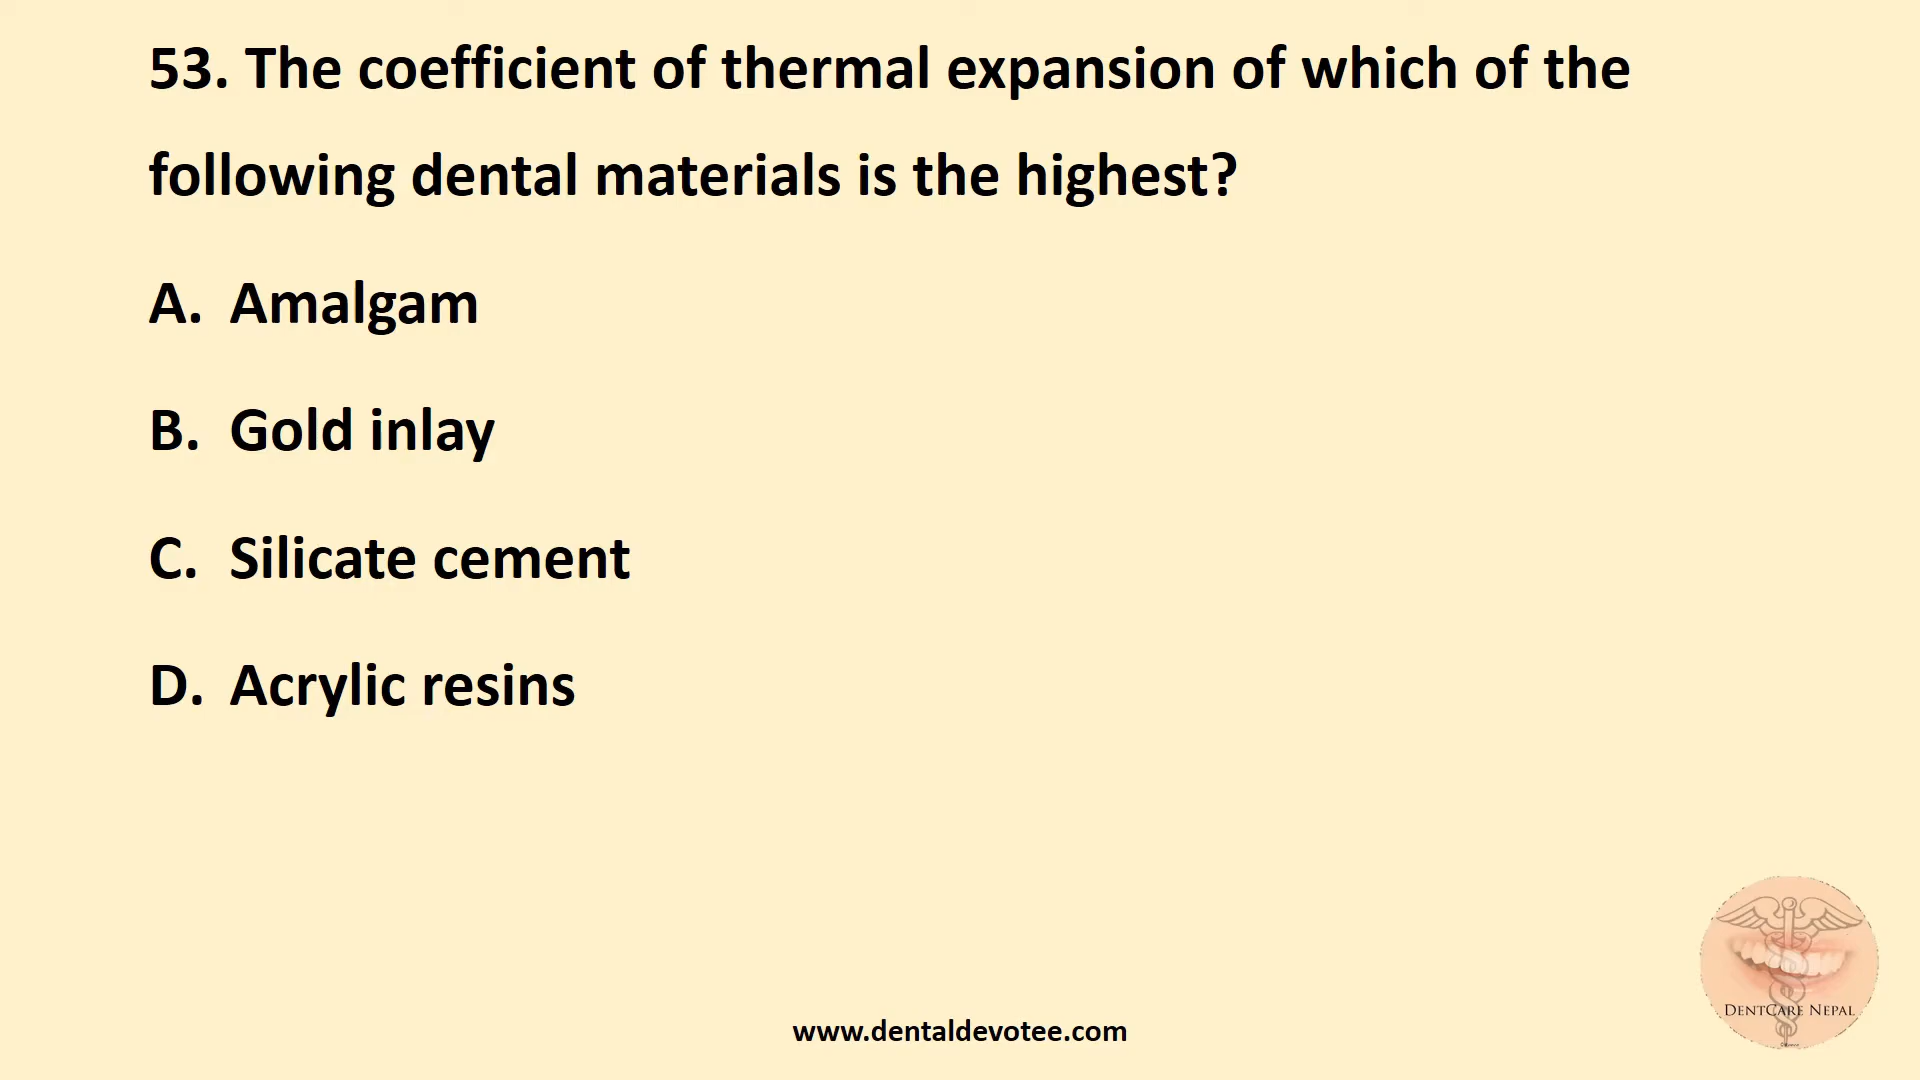 53. The coefficient of thermal expansion of which of the
following dental materials is the highest?
A. Amalgam
B. Gold inlay
C. Silicate cement
D. Acrylic resins
DENTCARE NEPAL
www.dentaldevotee.com